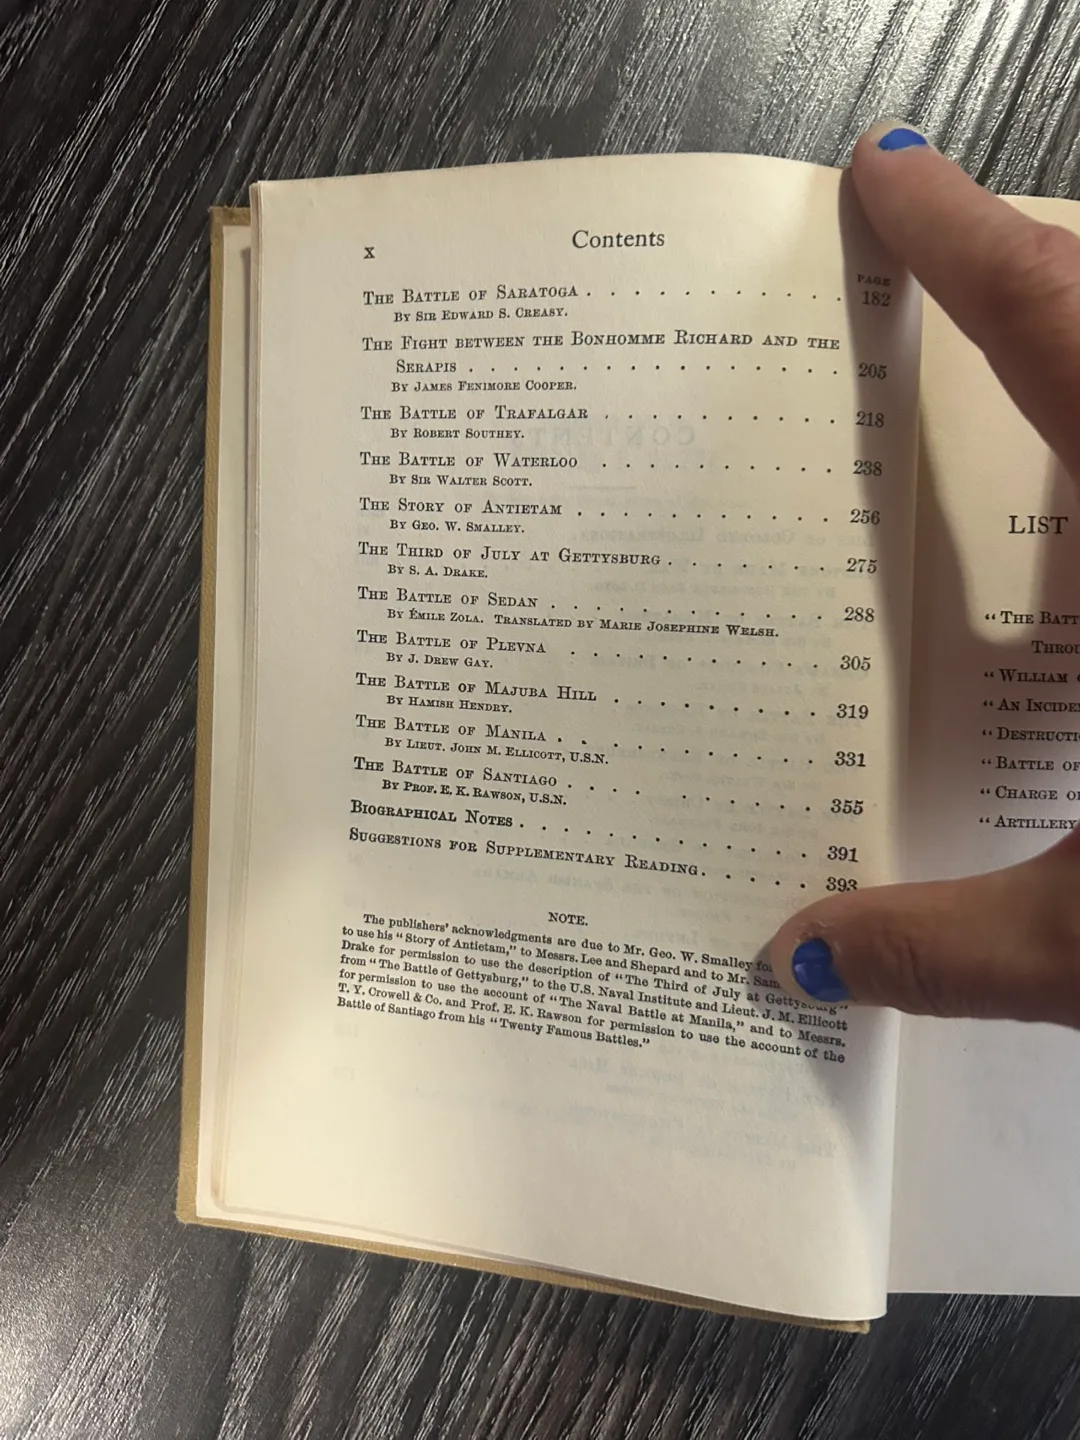 x Contents
PAGE
The Battle of Saratoga . . . . . . . . . . . 182
By Sir Edward S. Creasy.
The Fight between the Bonhomme Richard and the
Serapis . . . . . . . . . . . . . . . . 205
By James Fenimore Cooper.
The Battle of Trafalgar . . . . . . . . . . 218
By Robert Southey.
The Battle of Waterloo . . . . . . . . . . 238
By Sir Walter Scott.
The Story of Antietam . . . . . . . . . . . 256
By Geo. W. Smalley.
The Third of July at Gettysburg . . . . . . . 275
By S. A. Drake.
The Battle of Sedan . . . . . . . . . . . 288
By Émile Zola. Translated by Marie Josephine Welsh.
The Battle of Plevna . . . . . . . . . . . 305
By J. Drew Gay.
The Battle of Majuba Hill . . . . . . . . . 319
By Hamish Hendry.
The Battle of Manila . . . . . . . . . . . 331
By Lieut. John M. Ellicott, U.S.N.
The Battle of Santiago . . . . . . . . . . 355
By Prof. E. K. Rawson, U.S.N.
Biographical Notes . . . . . . . . . . . 391
Suggestions for Supplementary Reading . . . . . 393
NOTE.
The publishers' acknowledgments are due to Mr. Geo. W. Smalley
to use his "Story of Antietam," to Messrs. Lee and Shepard and to Mr.
Drake for permission to use the description of "The Third of July at Gettysburg"
from "The Battle of Gettysburg," to the U.S. Naval Institute and Lieut. J. M. Ellicott
for permission to use the account of "The Naval Battle at Manila," and to Messrs.
T. Y. Crowell & Co. and Prof. E. K. Rawson for permission to use the account of the
Battle of Santiago from his "Twenty Famous Battles."
LIST
"The
"William
"An
"Battle of
"Charge
"Artillery